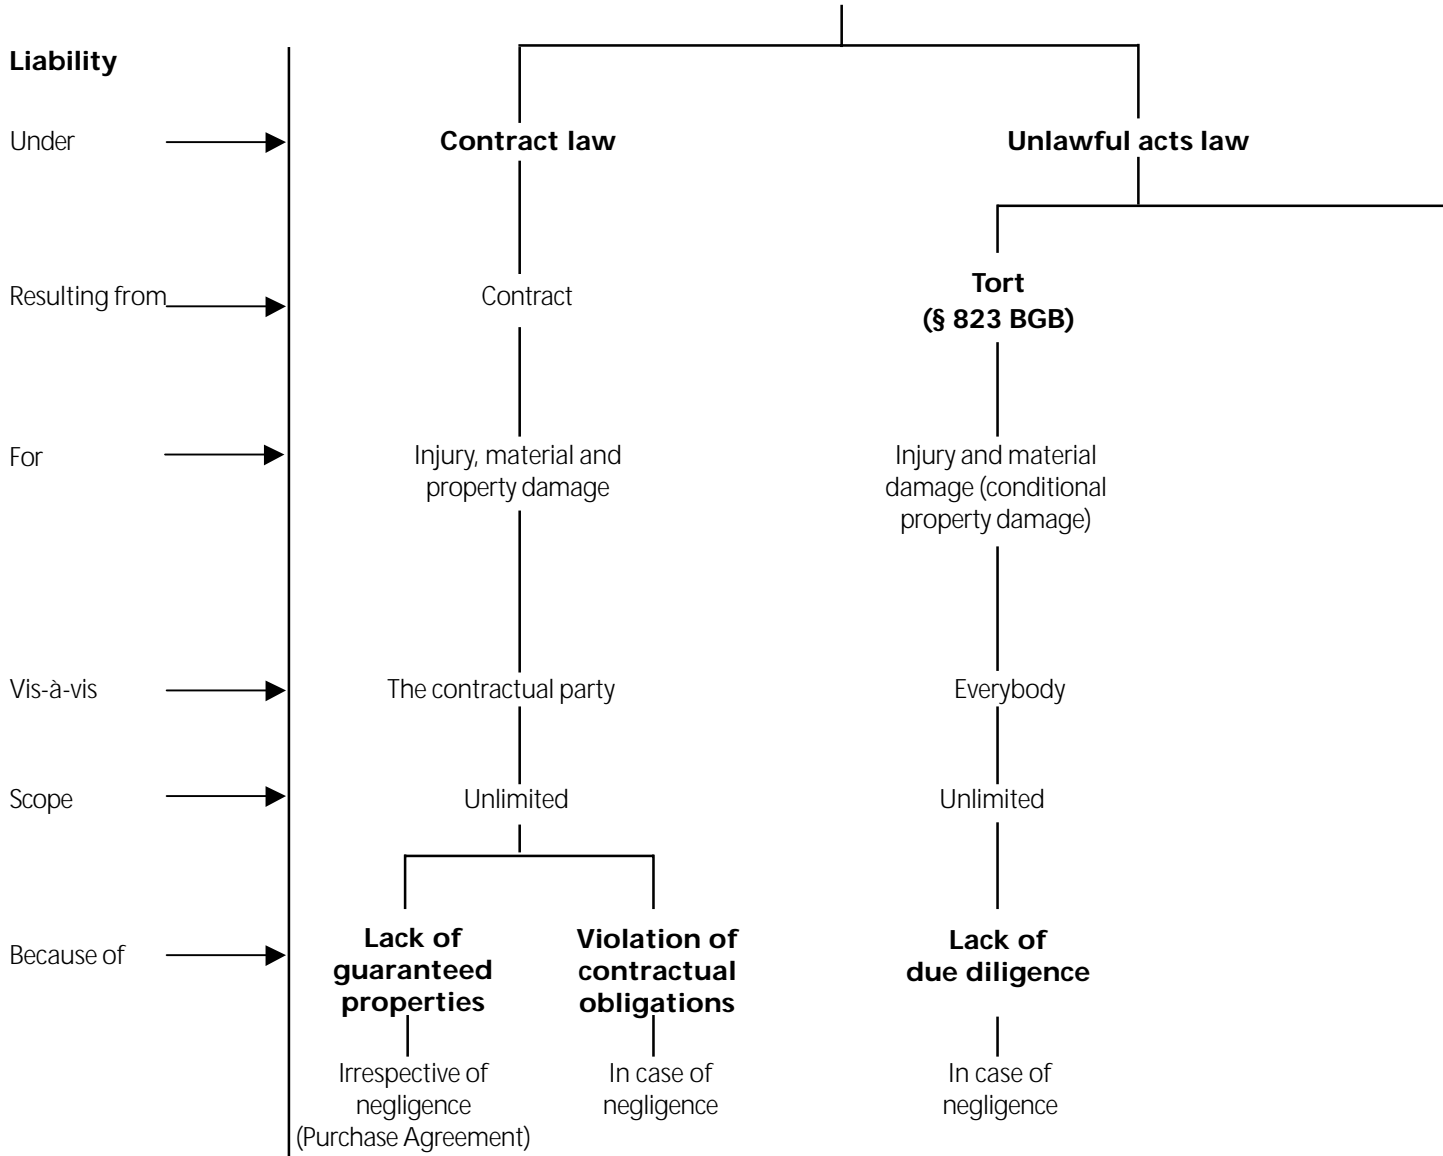 Liability
Under
Contract law
Unlawful acts law
Resulting from
Contract
Tort
(§ 823 BGB)
For
Injury, material and
property damage
Injury and material
damage (conditional
property damage)
Vis-à-vis
The contractual party
Everybody
Scope
Unlimited
Unlimited
Because of
Lack of
guaranteed
properties
Violation of
contractual
obligations
Lack of
due diligence
Irrespective of
negligence
(Purchase Agreement)
In case of
negligence
In case of
negligence